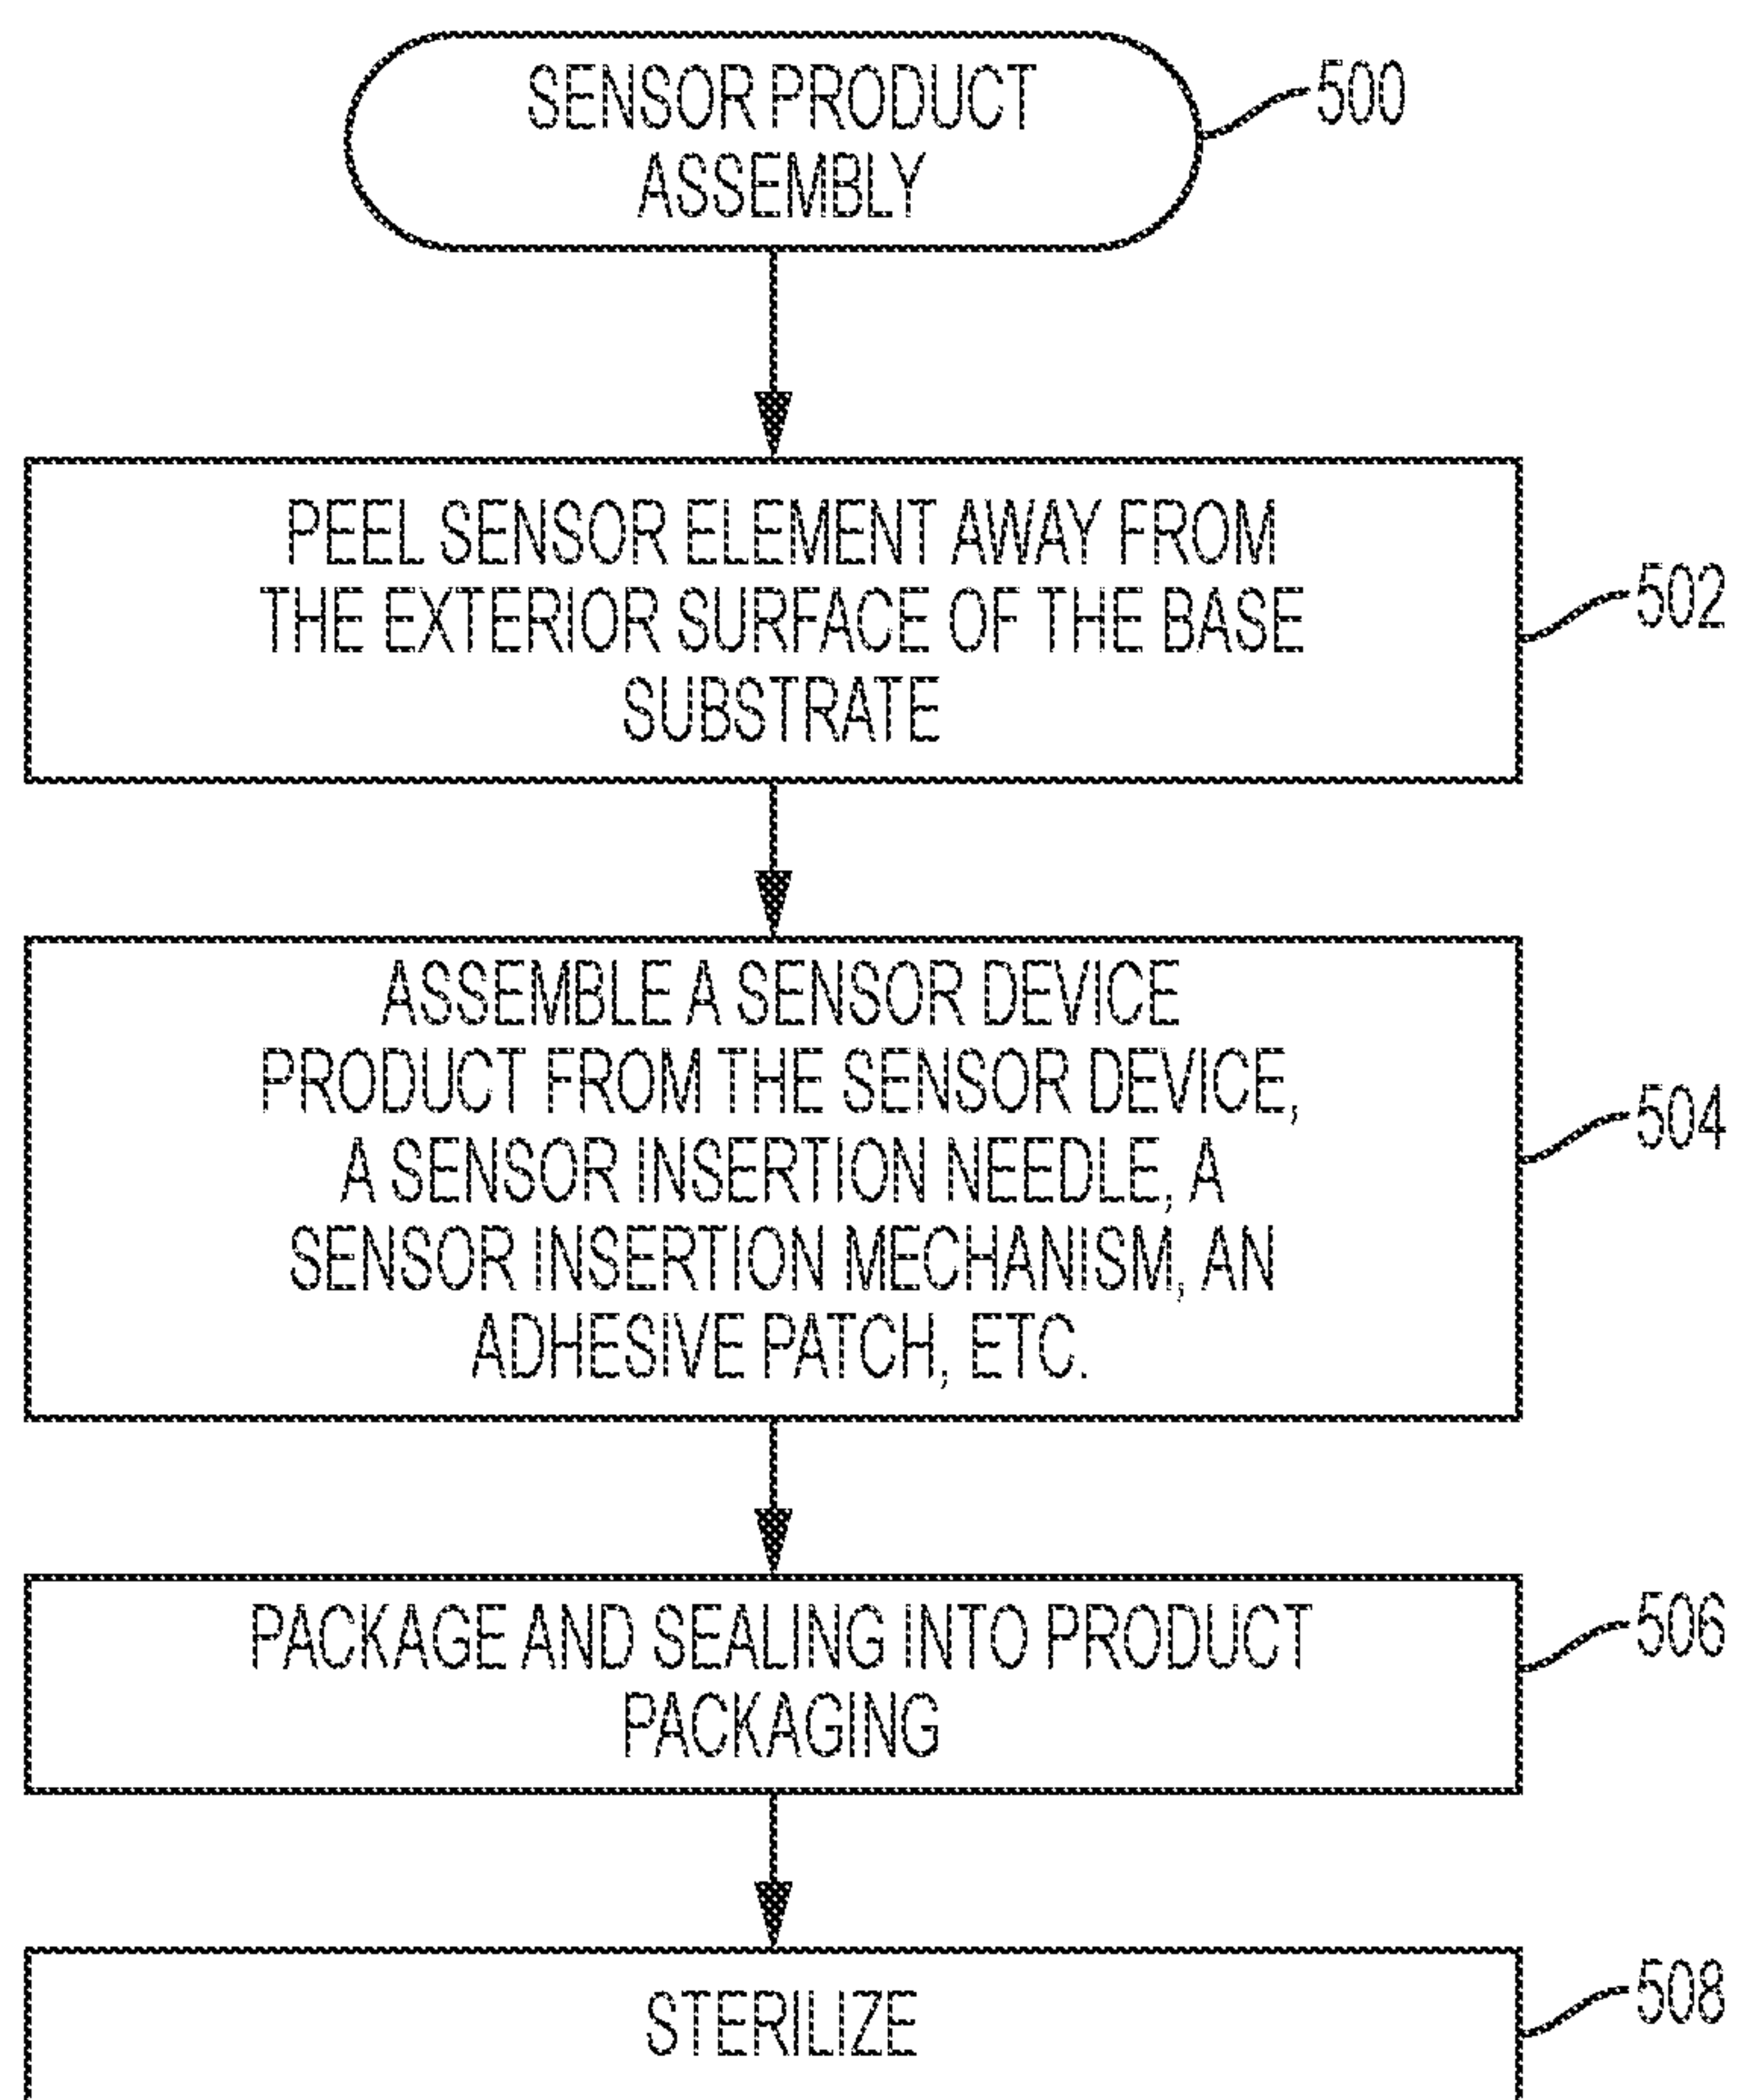 SENSOR PRODUCT
ASSEMBLY
500
PEEL SENSOR ELEMENT AWAY FROM
THE EXTERIOR SURFACE OF THE BASE
SUBSTRATE
502
ASSEMBLE A SENSOR DEVICE
PRODUCT FROM THE SENSOR DEVICE,
A SENSOR INSERTION NEEDLE, A
SENSOR INSERTION MECHANISM, AN
ADHESIVE PATCH, ETC.
504
PACKAGE AND SEALING INTO PRODUCT
PACKAGING
506
STERILIZE
508